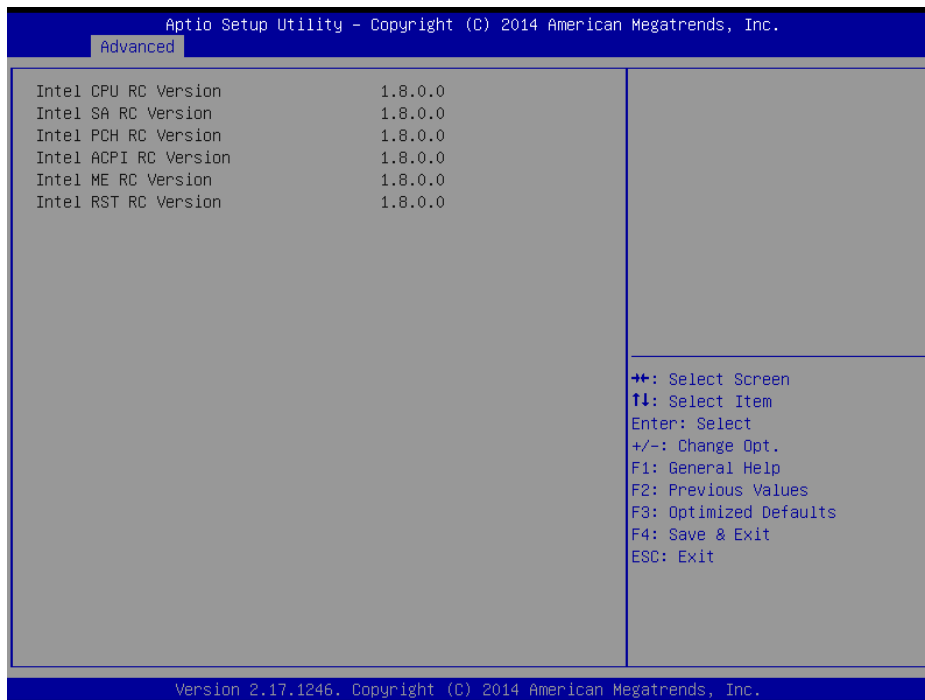 Aptio Setup Utility – Copyright (C) 2014 American Megatrends, Inc.
Advanced
Intel CPU RC Version 1.8.0.0
Intel SA RC Version 1.8.0.0
Intel PCH RC Version 1.8.0.0
Intel ACPI RC Version 1.8.0.0
Intel ME RC Version 1.8.0.0
Intel RST RC Version 1.8.0.0
→←: Select Screen
↑↓: Select Item
Enter: Select
+/-: Change Opt.
F1: General Help
F2: Previous Values
F3: Optimized Defaults
F4: Save & Exit
ESC: Exit
Version 2.17.1246. Copyright (C) 2014 American Megatrends, Inc.